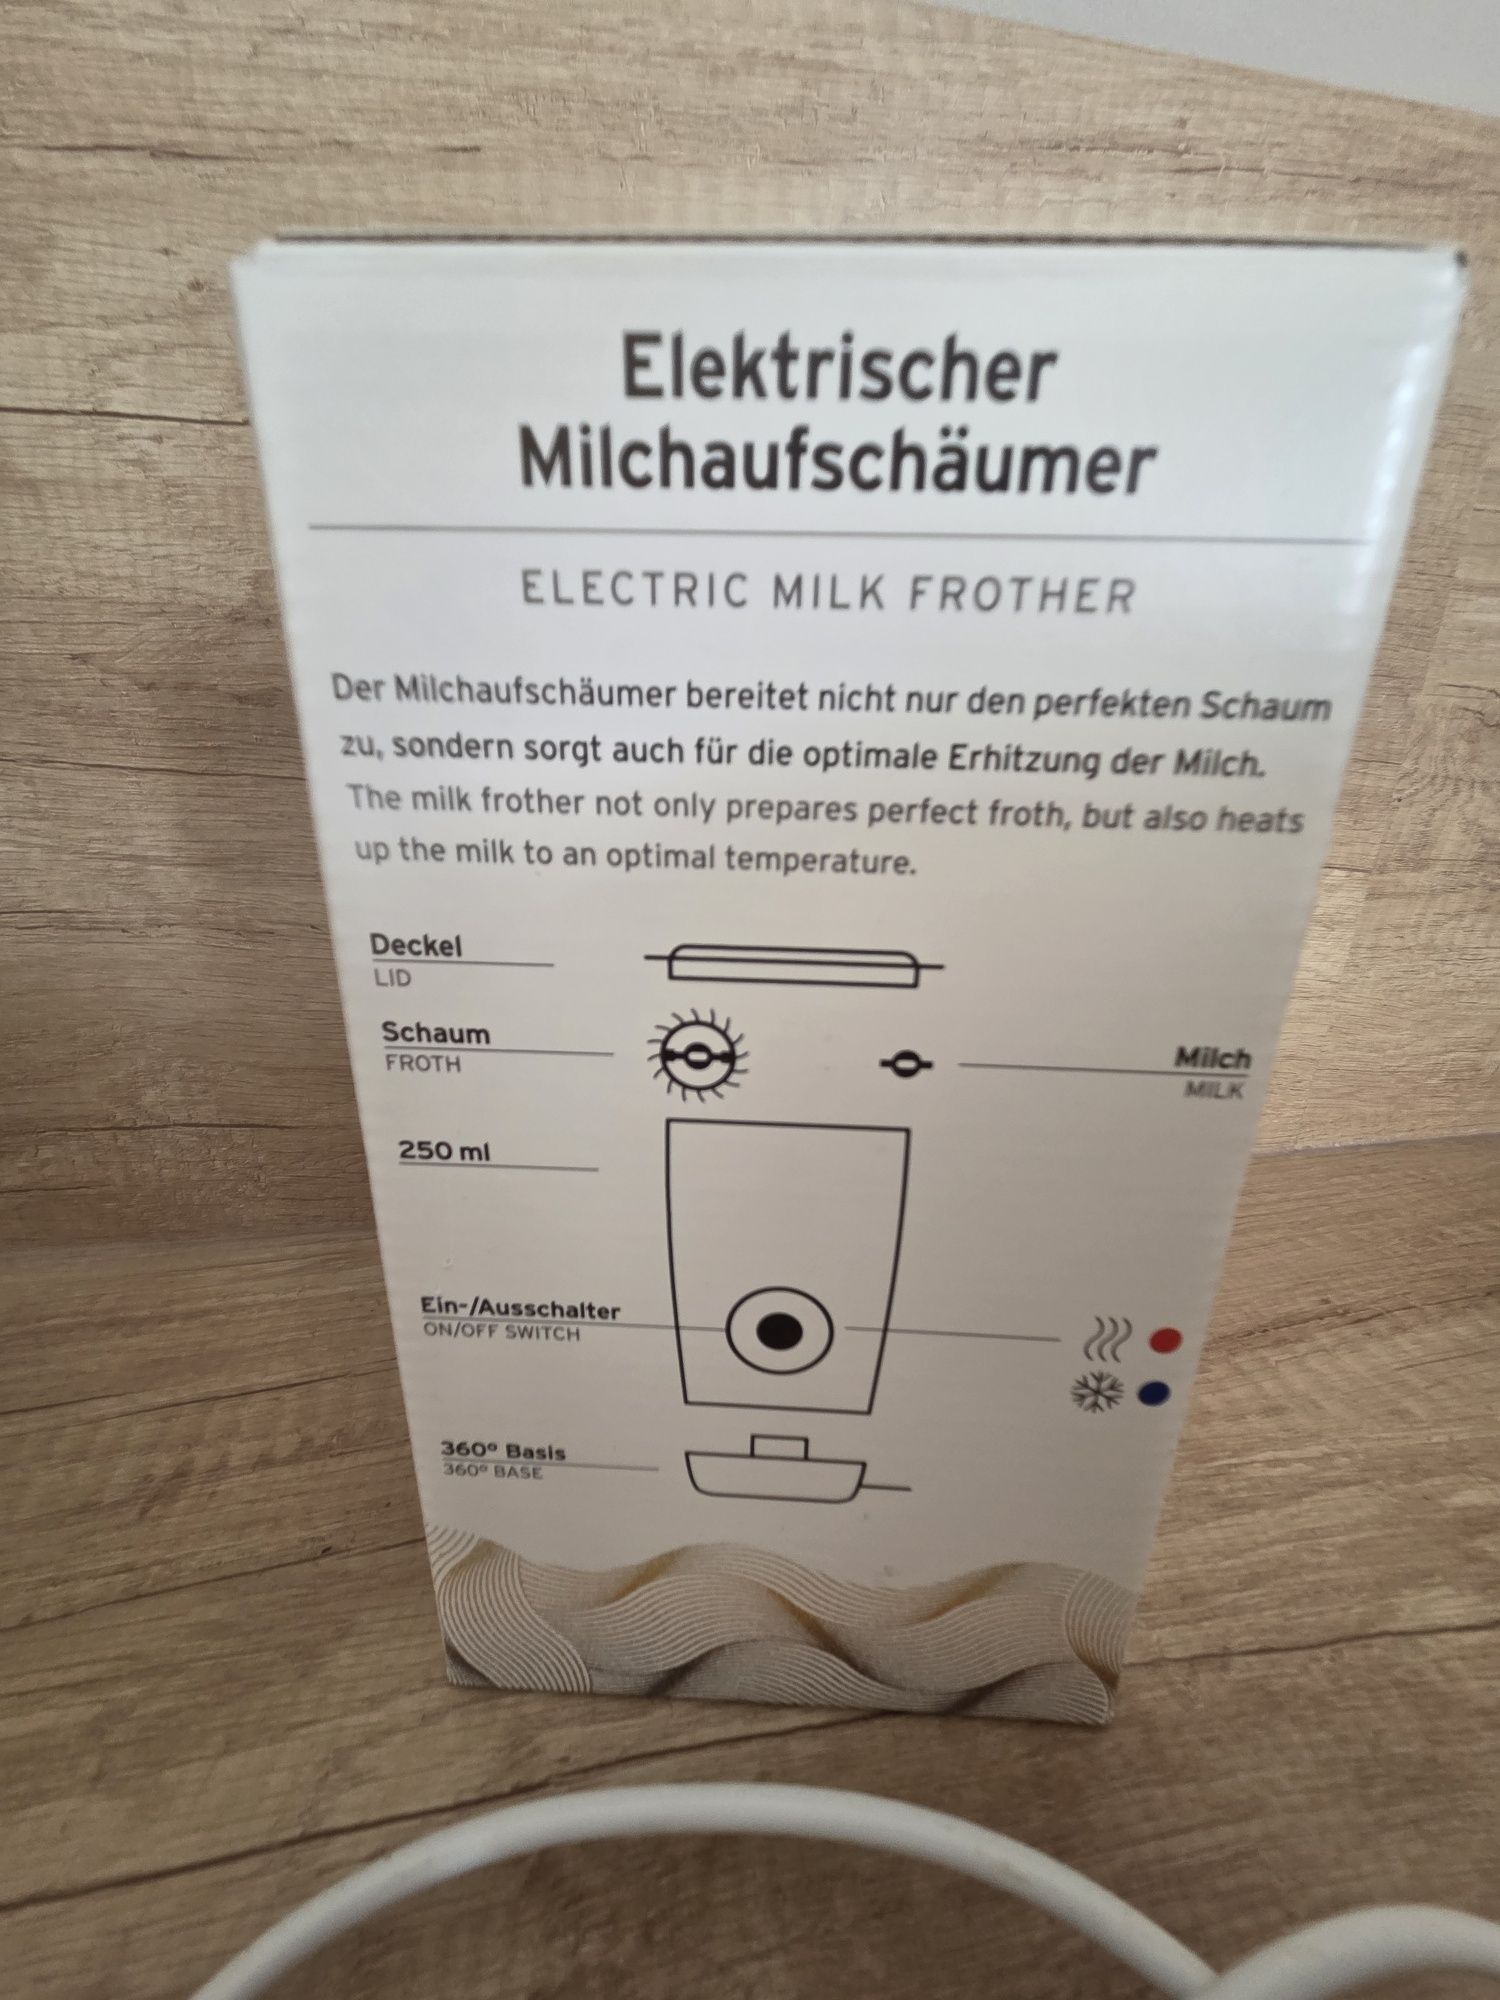 Elektrischer
Milchaufschäumer
ELECTRIC MILK FROTHER
Der Milchaufschäumer bereitet nicht nur den perfekten Schaum
zu, sondern sorgt auch für die optimale Erhitzung der Milch.
The milk frother not only prepares perfect froth, but also heats
up the milk to an optimal temperature.
Deckel
LID
Schaum
FROTH
Milch
MILK
250 ml
Ein-/Ausschalter
ON/OFF SWITCH
360° Basis
360° BASE